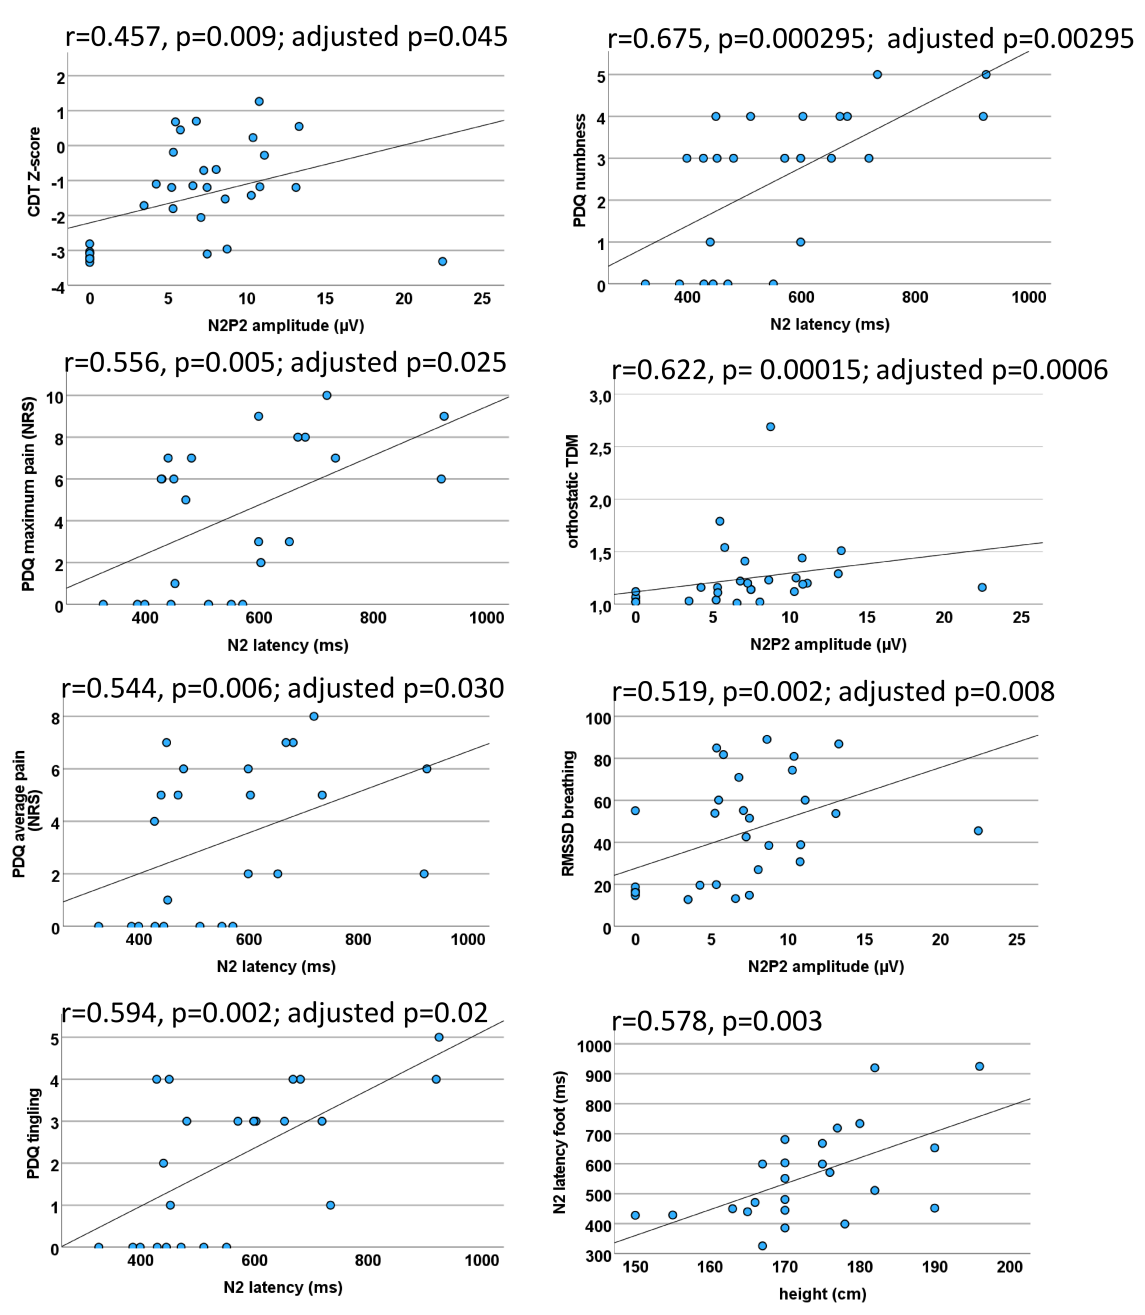 r=0.457, p=0.009; adjusted p=0.045
CDT Z-score
2
1
0
-1
-2
-3
-4
0 5 10 15 20 25
N2P2 amplitude (µV)
r=0.675, p=0.000295; adjusted p=0.00295
PDQ numbness
5
4
3
2
1
0
400 600 800 1000
N2 latency (ms)
r=0.556, p=0.005; adjusted p=0.025
PDQ maximum pain (NRS)
10
8
6
4
2
0
400 600 800 1000
N2 latency (ms)
r=0.622, p= 0.00015; adjusted p=0.0006
orthostatic TDM
3,0
2,5
2,0
1,5
1,0
0 5 10 15 20 25
N2P2 amplitude (µV)
r=0.544, p=0.006; adjusted p=0.030
PDQ average pain
(NRS)
8
6
4
2
0
400 600 800 1000
N2 latency (ms)
r=0.519, p=0.002; adjusted p=0.008
RMSSD breathing
100
80
60
40
20
0
0 5 10 15 20 25
N2P2 amplitude (µV)
r=0.594, p=0.002; adjusted p=0.02
PDQ tingling
5
4
3
2
1
0
400 600 800 1000
N2 latency (ms)
r=0.578, p=0.003
N2 latency foot (ms)
1000
900
800
700
600
500
400
300
150 160 170 180 190 200
height (cm)